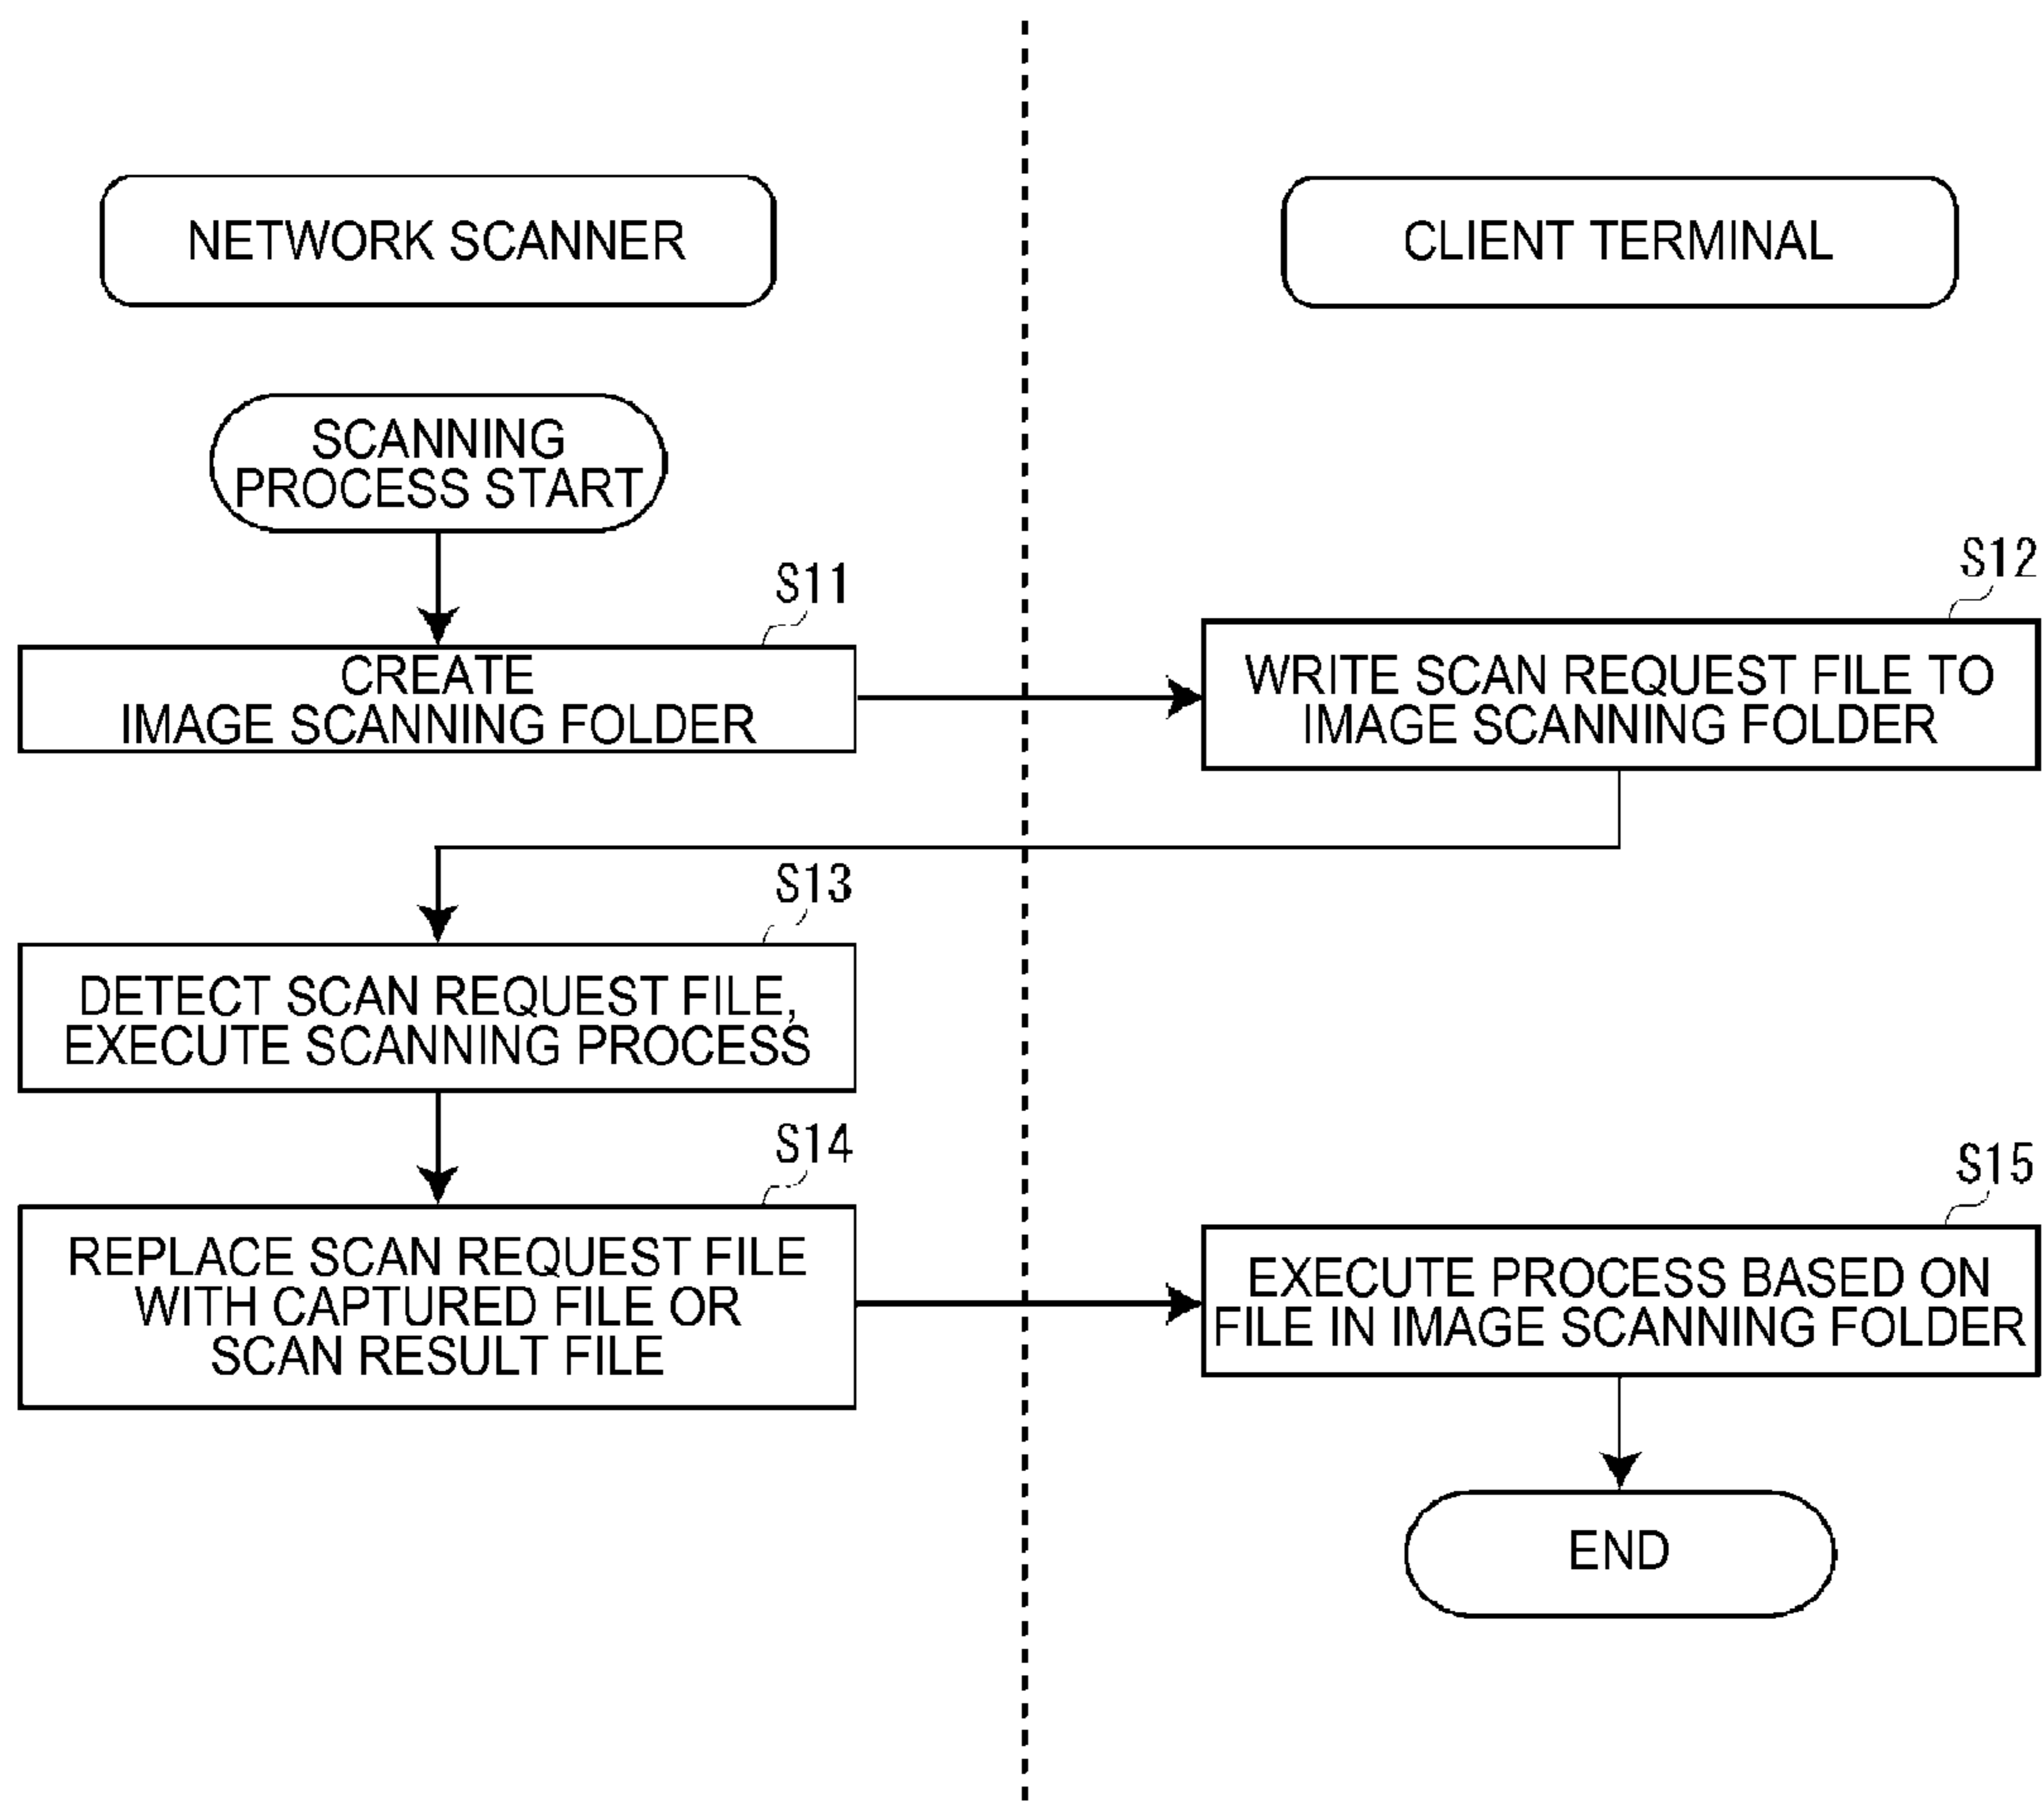 NETWORK SCANNER
CLIENT TERMINAL
SCANNING
PROCESS START
S11
CREATE
IMAGE SCANNING FOLDER
S12
WRITE SCAN REQUEST FILE TO
IMAGE SCANNING FOLDER
S13
DETECT SCAN REQUEST FILE,
EXECUTE SCANNING PROCESS
S14
REPLACE SCAN REQUEST FILE
WITH CAPTURED FILE OR
SCAN RESULT FILE
S15
EXECUTE PROCESS BASED ON
FILE IN IMAGE SCANNING FOLDER
END